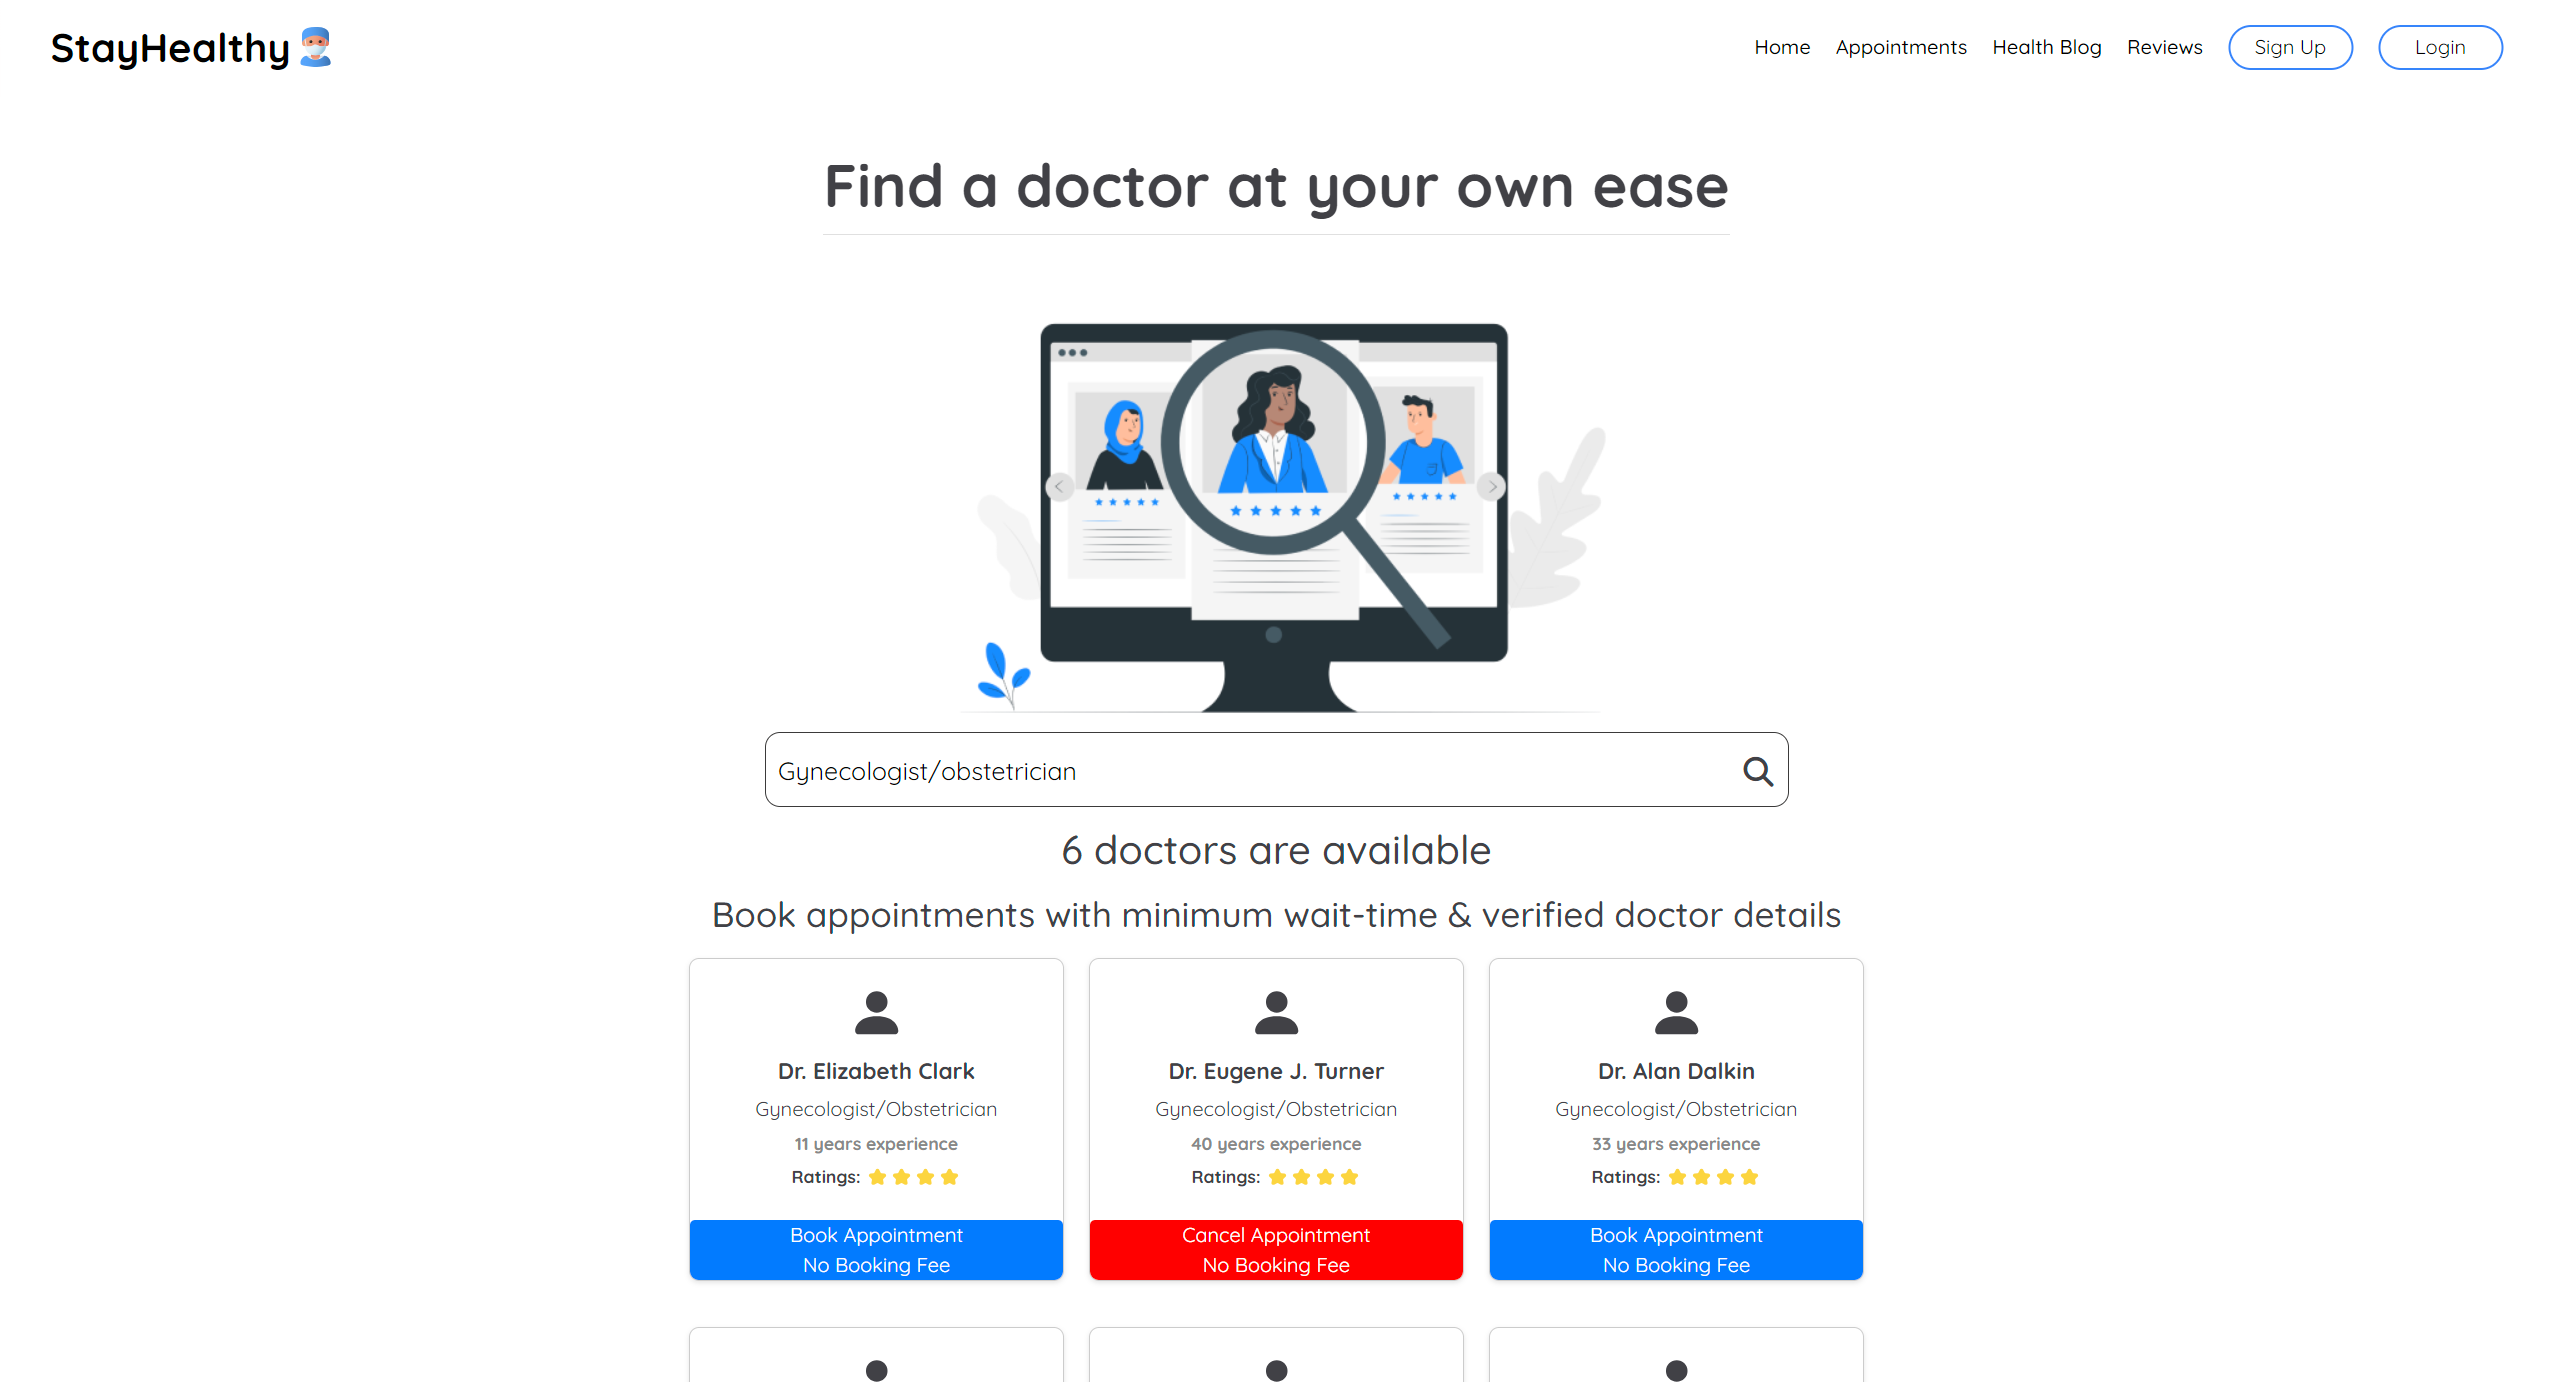 StayHealthy
Home Appointments Health Blog Reviews Sign Up Login
Find a doctor at your own ease
Gynecologist/obstetrician
6 doctors are available
Book appointments with minimum wait-time & verified doctor details
Dr. Elizabeth Clark
Gynecologist/Obstetrician
11 years experience
Ratings:
Book Appointment
No Booking Fee
Dr. Eugene J. Turner
Gynecologist/Obstetrician
40 years experience
Ratings:
Cancel Appointment
No Booking Fee
Dr. Alan Dalkin
Gynecologist/Obstetrician
33 years experience
Ratings:
Book Appointment
No Booking Fee